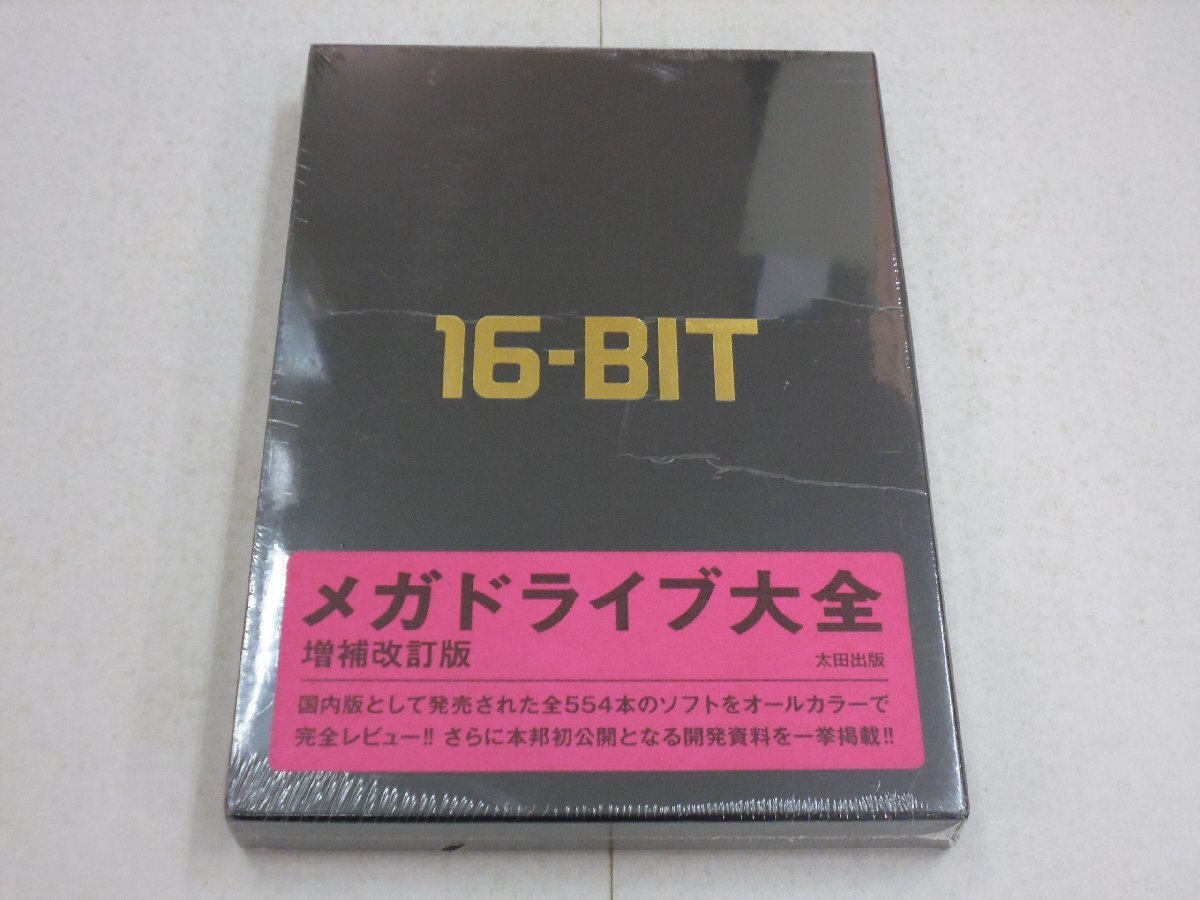 16-BIT
メガドライブ大全
増補改訂版
太田出版
国内版として発売された全554本のソフトをオールカラーで
完全レビュー!! さらに本邦初公開となる開発資料を一挙掲載!!